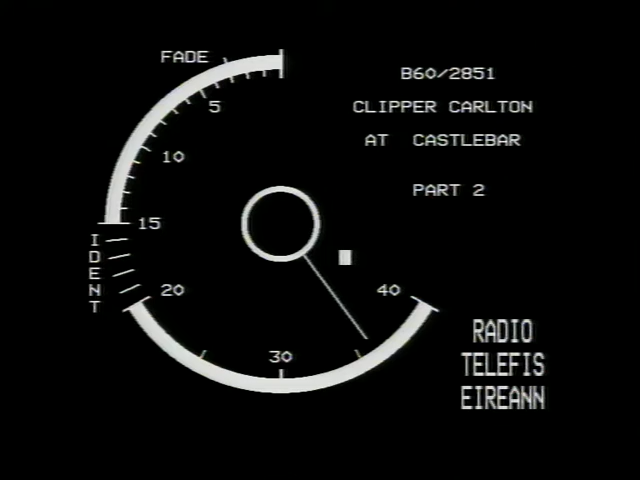 FADE
B60/2851
5
CLIPPER CARLTON
AT CASTLEBAR
10
PART 2
15
IDENT
20
40
30
RADIO
TELEFIS
EIREANN